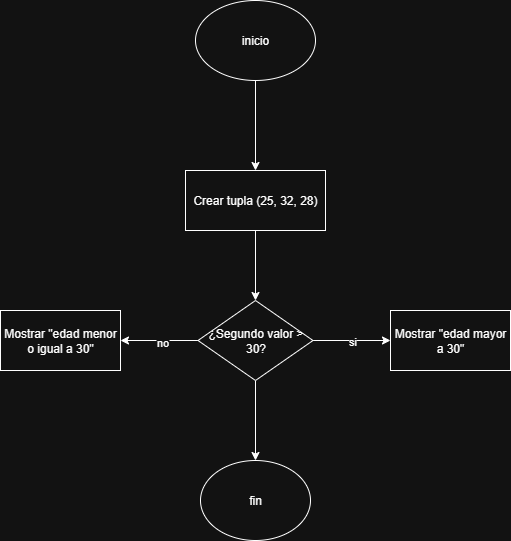 inicio
Crear tupla (25, 32, 28)
¿Segundo valor >
30?
Mostrar "edad menor
o igual a 30"
no
si
Mostrar "edad mayor
a 30"
fin